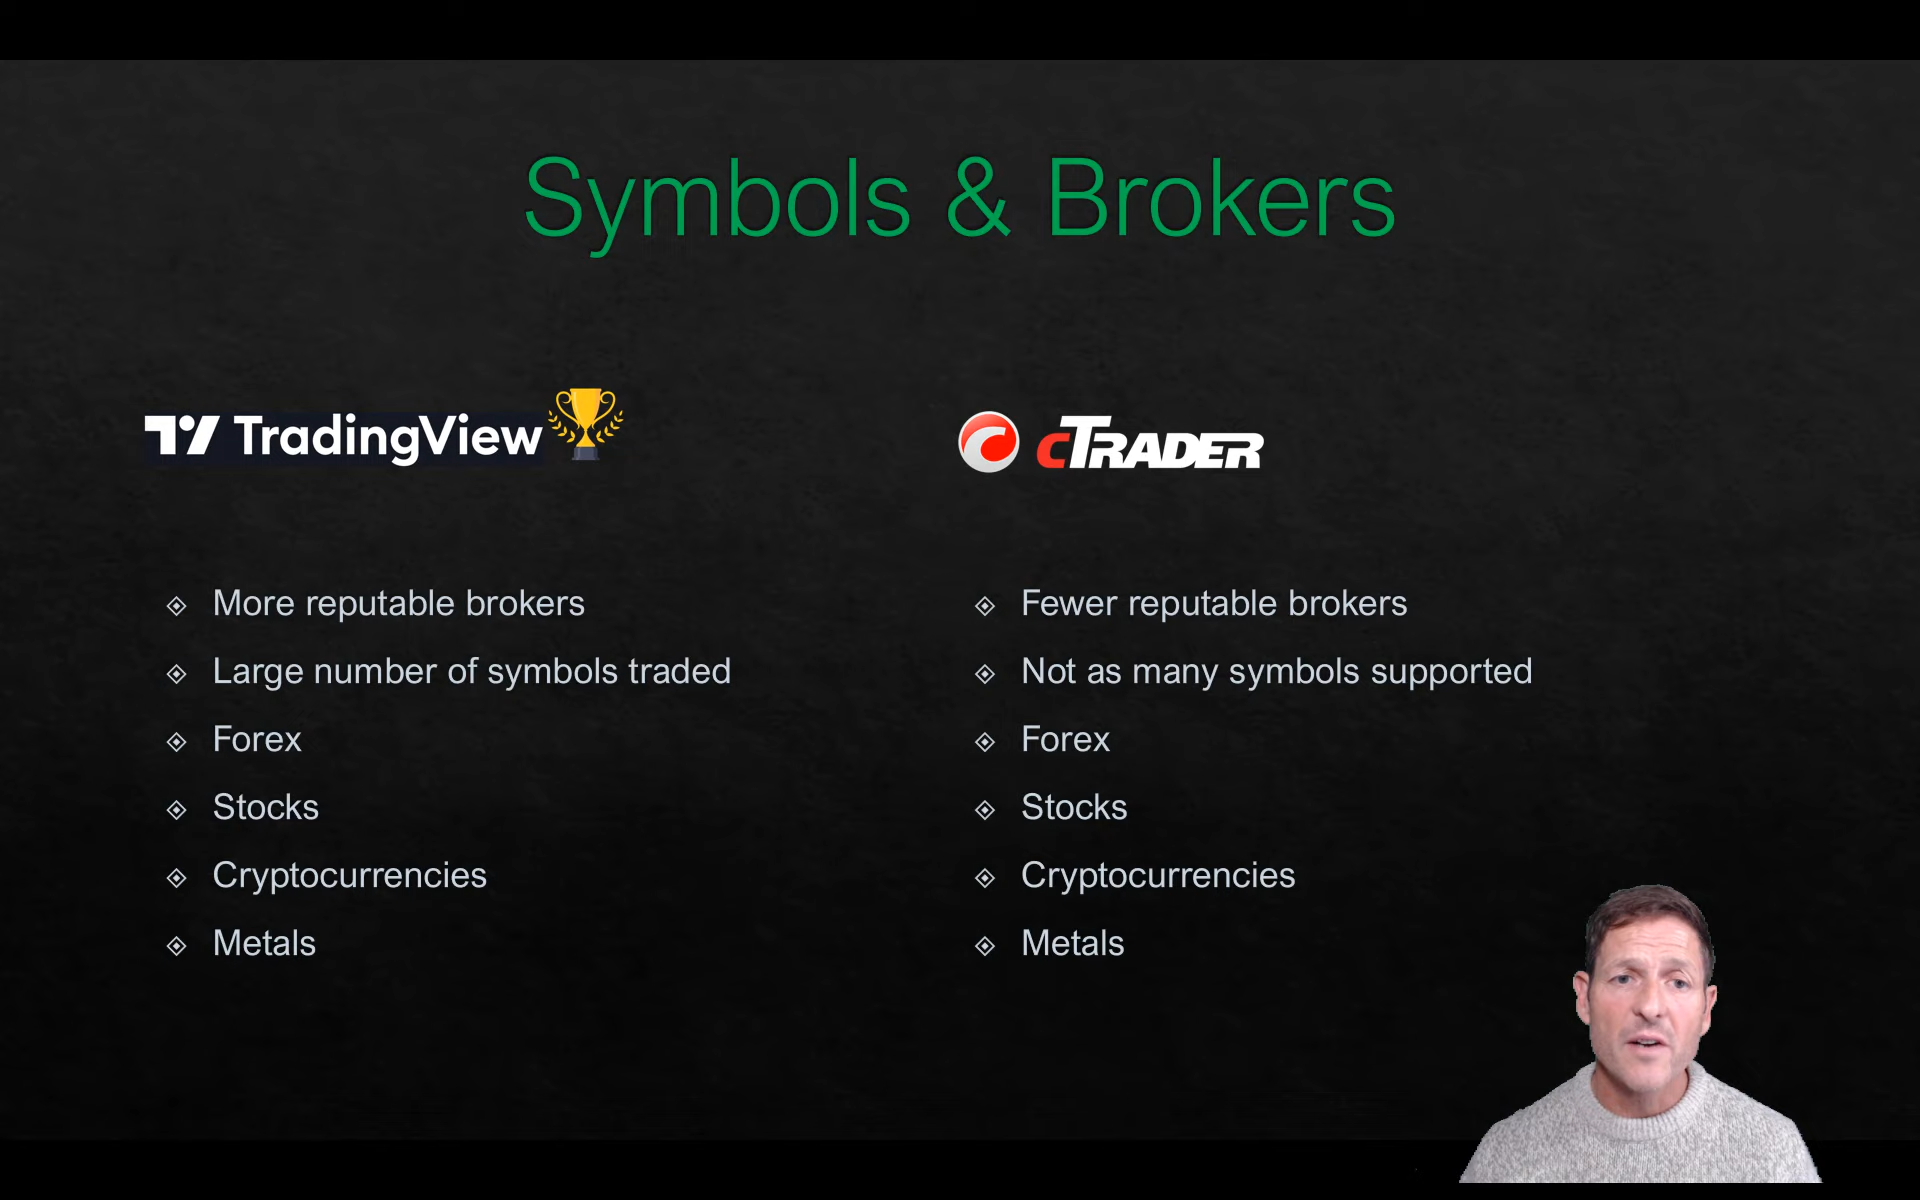 Symbols & Brokers
TradingView
cTRADER
More reputable brokers
Large number of symbols traded
Forex
Stocks
Cryptocurrencies
Metals
Fewer reputable brokers
Not as many symbols supported
Forex
Stocks
Cryptocurrencies
Metals